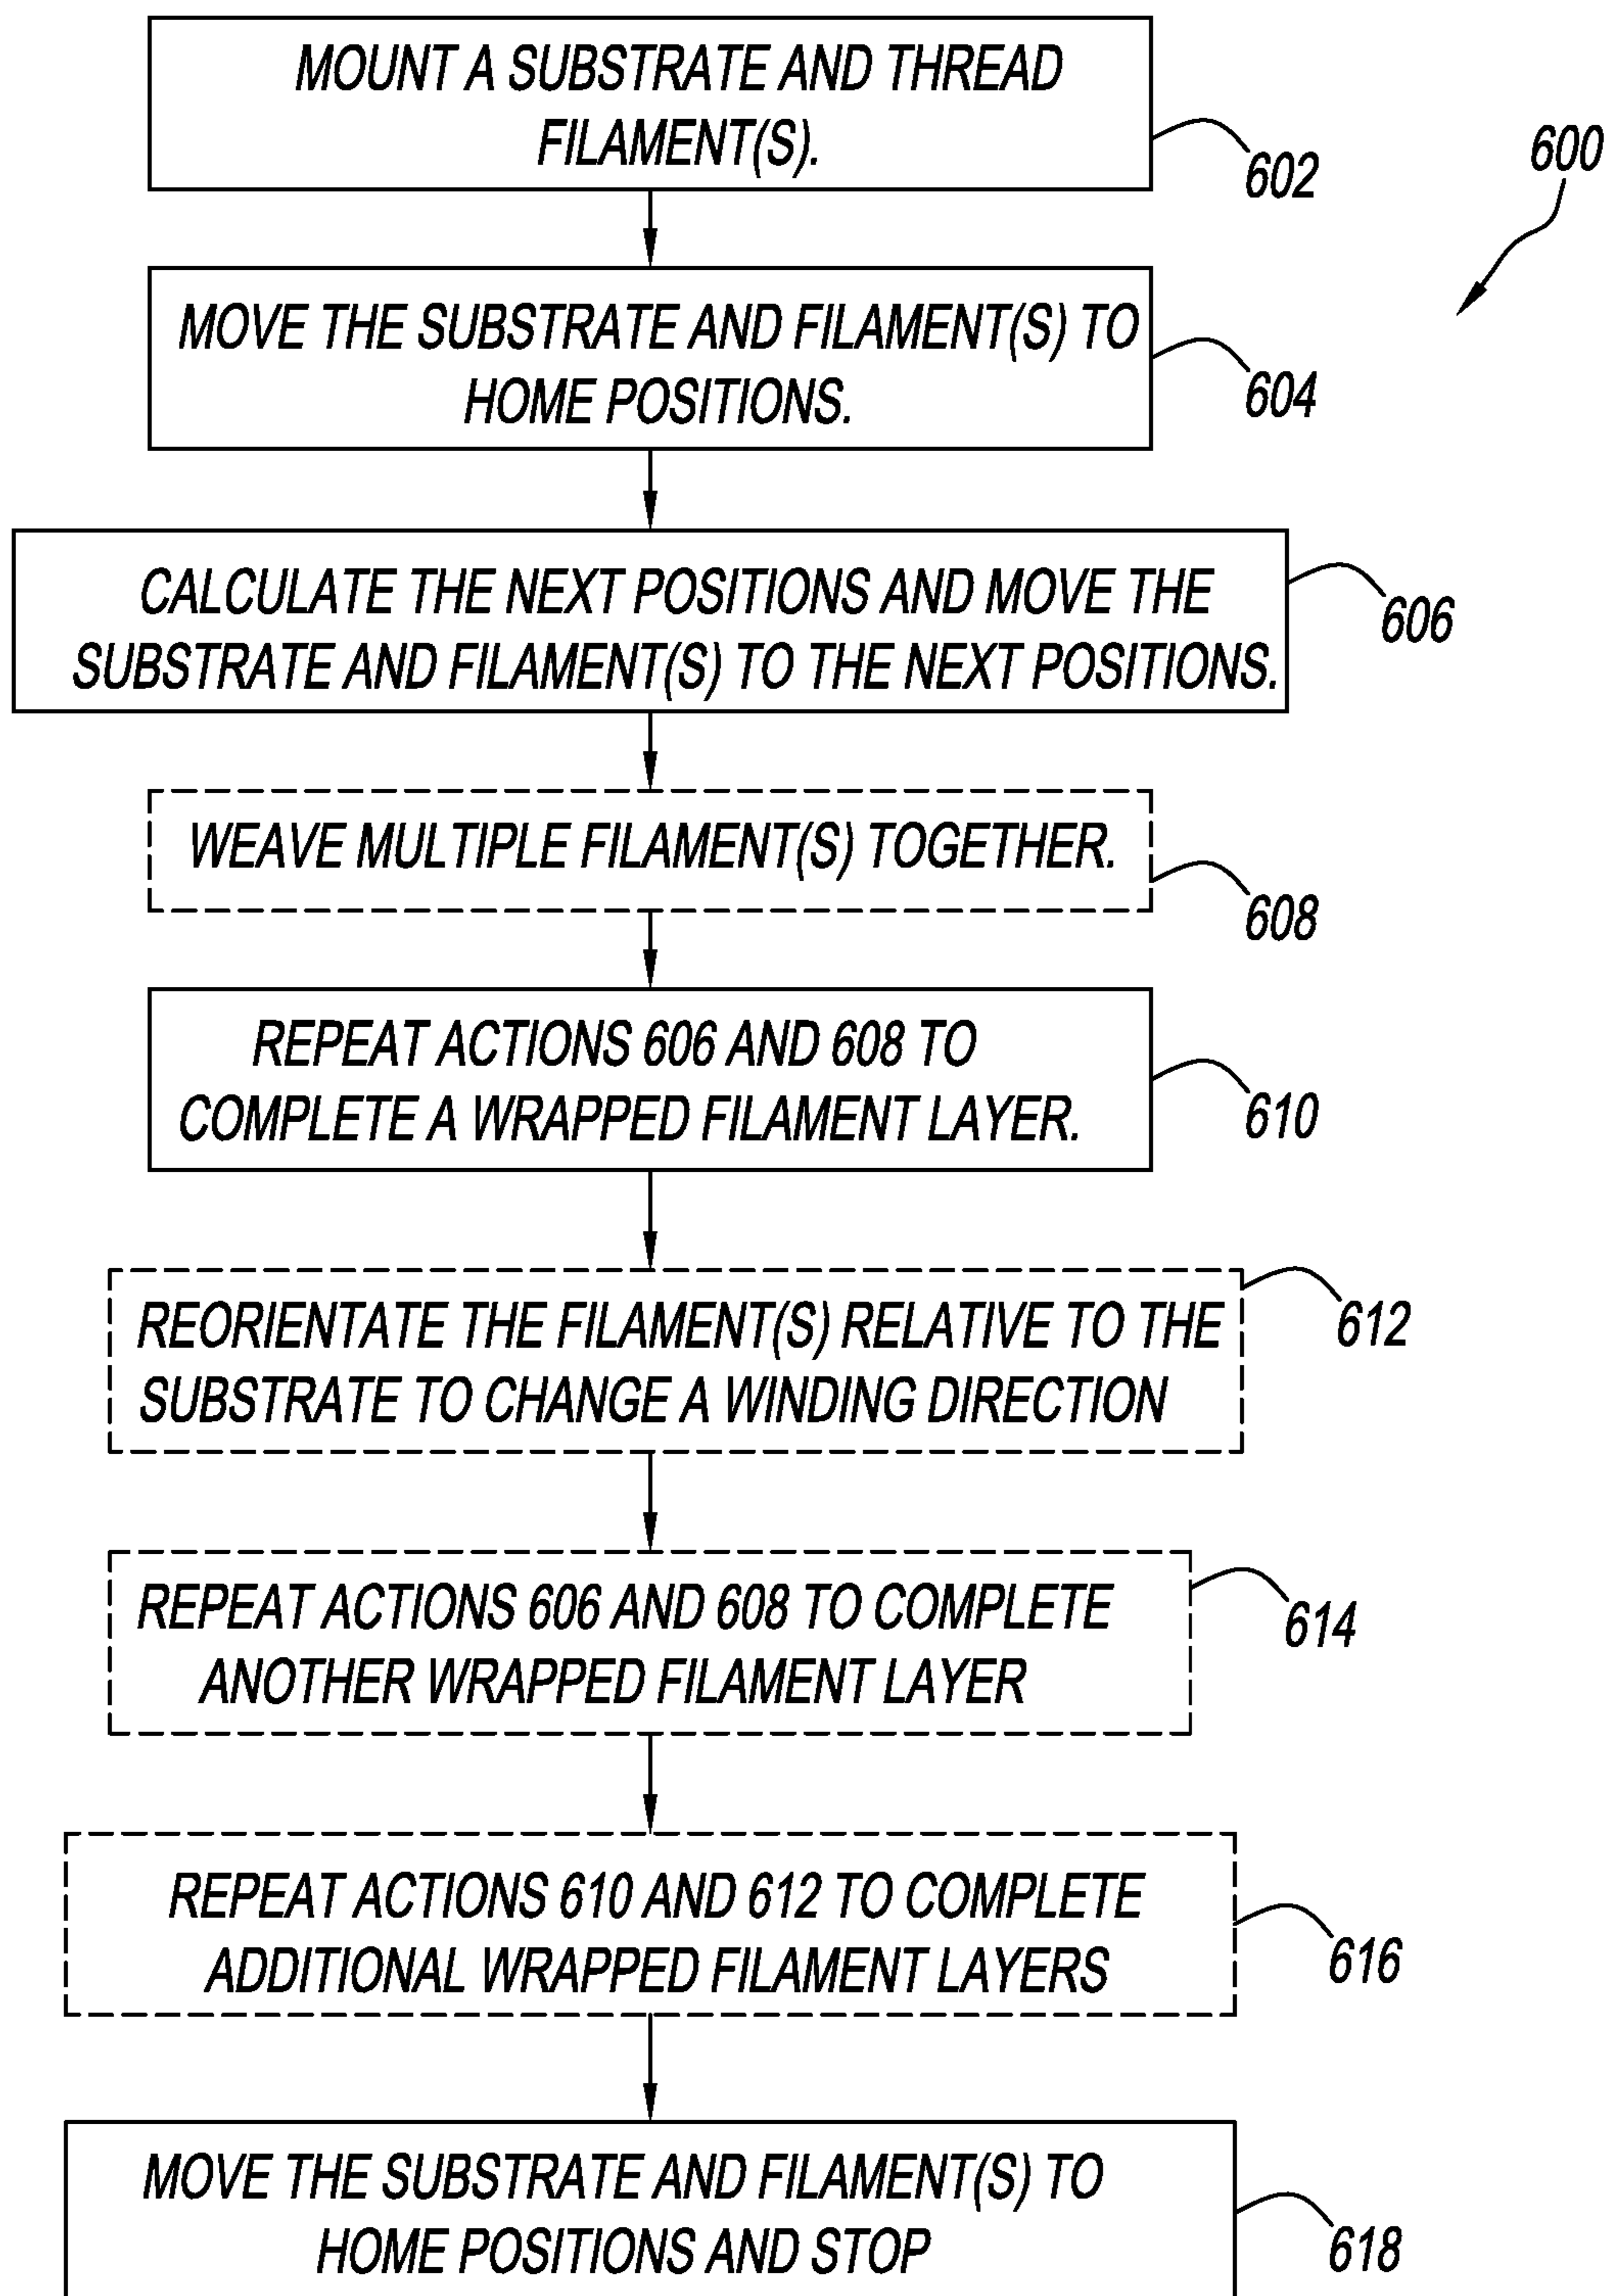 MOUNT A SUBSTRATE AND THREAD
FILAMENT(S).
602
600
MOVE THE SUBSTRATE AND FILAMENT(S) TO
HOME POSITIONS.
604
CALCULATE THE NEXT POSITIONS AND MOVE THE
SUBSTRATE AND FILAMENT(S) TO THE NEXT POSITIONS.
606
WEAVE MULTIPLE FILAMENT(S) TOGETHER.
608
REPEAT ACTIONS 606 AND 608 TO
COMPLETE A WRAPPED FILAMENT LAYER.
610
REORIENTATE THE FILAMENT(S) RELATIVE TO THE
SUBSTRATE TO CHANGE A WINDING DIRECTION
612
REPEAT ACTIONS 606 AND 608 TO COMPLETE
ANOTHER WRAPPED FILAMENT LAYER
614
REPEAT ACTIONS 610 AND 612 TO COMPLETE
ADDITIONAL WRAPPED FILAMENT LAYERS
616
MOVE THE SUBSTRATE AND FILAMENT(S) TO
HOME POSITIONS AND STOP
618